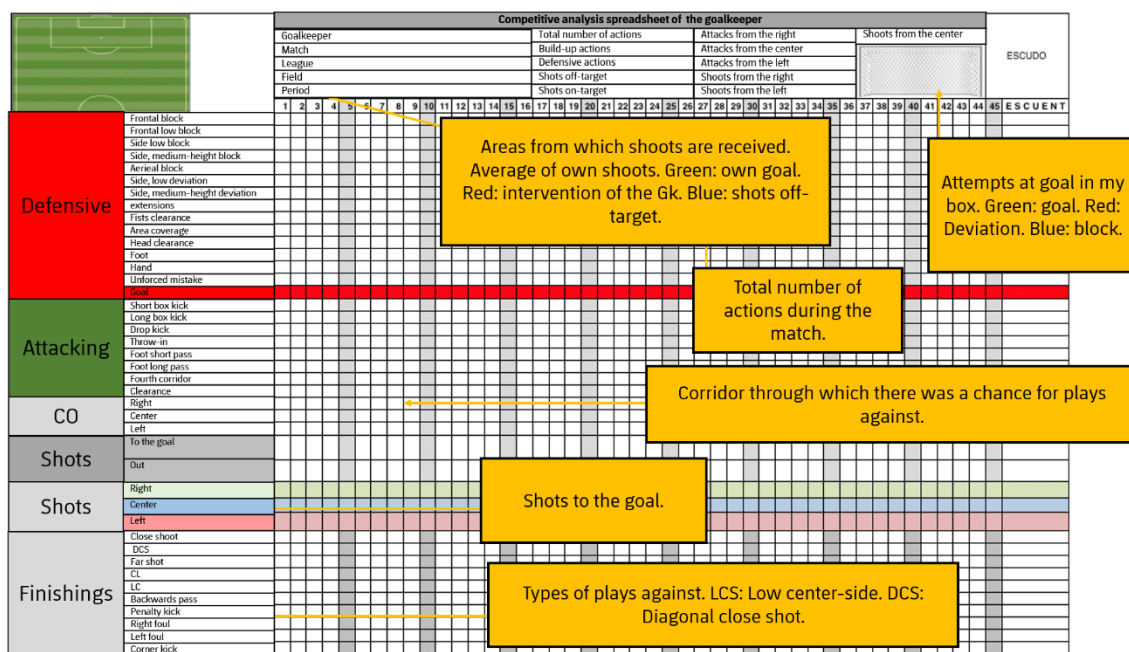 Competitive analysis spreadsheet of the goalkeeper
Goalkeeper
Match
League
Field
Period
Total number of actions
Build-up actions
Defensive actions
Shots off-target
Shots on-target
Attacks from the right
Attacks from the center
Attacks from the left
Shoots from the right
Shoots from the left
Shoots from the center
ESCUDO
1 2 3 4 5 6 7 8 9 10 11 12 13 14 15 16 17 18 19 20 21 22 23 24 25 26 27 28 29 30 31 32 33 34 35 36 37 38 39 40 41 42 43 44 45 E S C U E N T
Defensive
Frontal block
Frontal low block
Side low block
Side, medium-height block
Aerieal block
Side, low deviation
Side, medium-height deviation
extensions
Fists clearance
Area coverage
Head clearance
Foot
Hand
Unforced mistake
Goal
Attacking
Short box kick
Long box kick
Drop kick
Throw-in
Foot short pass
Foot long pass
Fourth corridor
Clearance
CO
Right
Center
Left
Shots
To the goal
Out
Shots
Right
Center
Left
Finishings
Close shoot
DCS
Far shot
CL
LC
Backwards pass
Penalty kick
Right foul
Left foul
Corner kick
Areas from which shoots are received.
Average of own shoots. Green: own goal.
Red: intervention of the Gk. Blue: shots off-
target.
Attempts at goal in my
box. Green: goal. Red:
Deviation. Blue: block.
Total number of
actions during the
match.
Corridor through which there was a chance for plays
against.
Shots to the goal.
Types of plays against. LCS: Low center-side. DCS:
Diagonal close shot.